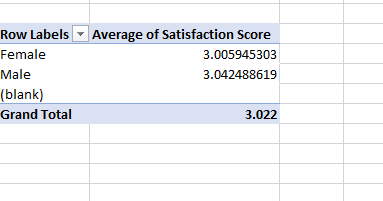 Row Labels Average of Satisfaction Score
Female 3.005945303
Male 3.042488619
(blank)
Grand Total 3.022